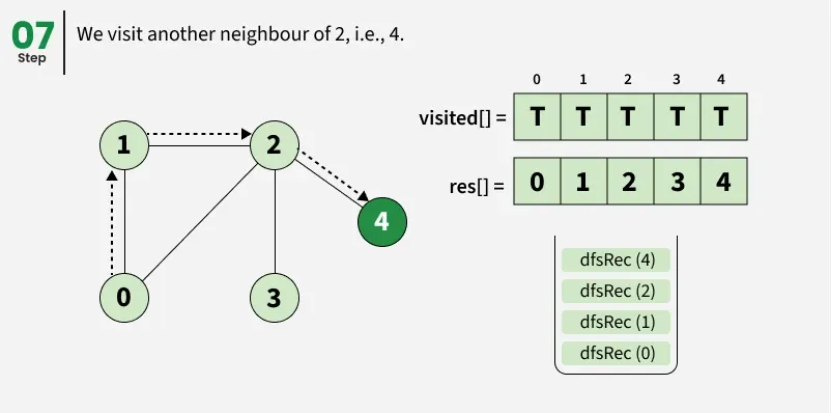 07
Step
We visit another neighbour of 2, i.e., 4.
0 1 2 3 4
visited[] = T T T T T
res[] = 0 1 2 3 4
1 2
4
0 3
dfsRec (4)
dfsRec (2)
dfsRec (1)
dfsRec (0)